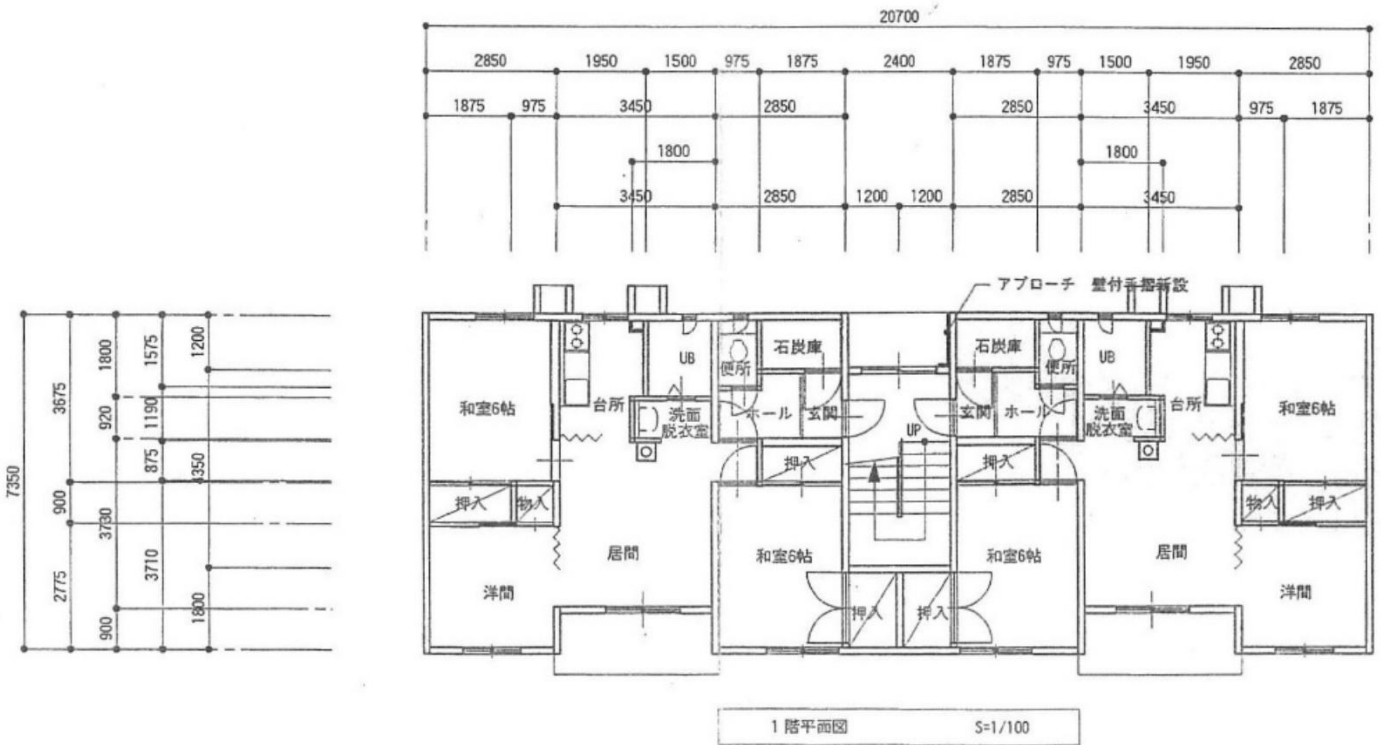 20700
2850 1950 1500 975 1875 2400 1875 975 1500 1950 2850
1875 975 3450 2850 2850 3450 975 1875
1800 1800
3450 2850 1200 1200 2850 3450
アプローチ 壁付手摺新設
7350
3675 900 2775
1800 920 3730 900
1575 1190 875 3710
1200 4350 1800
和室6帖 台所 UB 便所 石炭庫 石炭庫 便所 UB 台所 和室6帖
洗面脱衣室 ホール 玄関 UP 玄関 ホール 洗面脱衣室
押入 物入 押入 押入 物入 押入
洋間 居間 和室6帖 和室6帖 居間 洋間
押入 押入
1階平面図 S=1/100